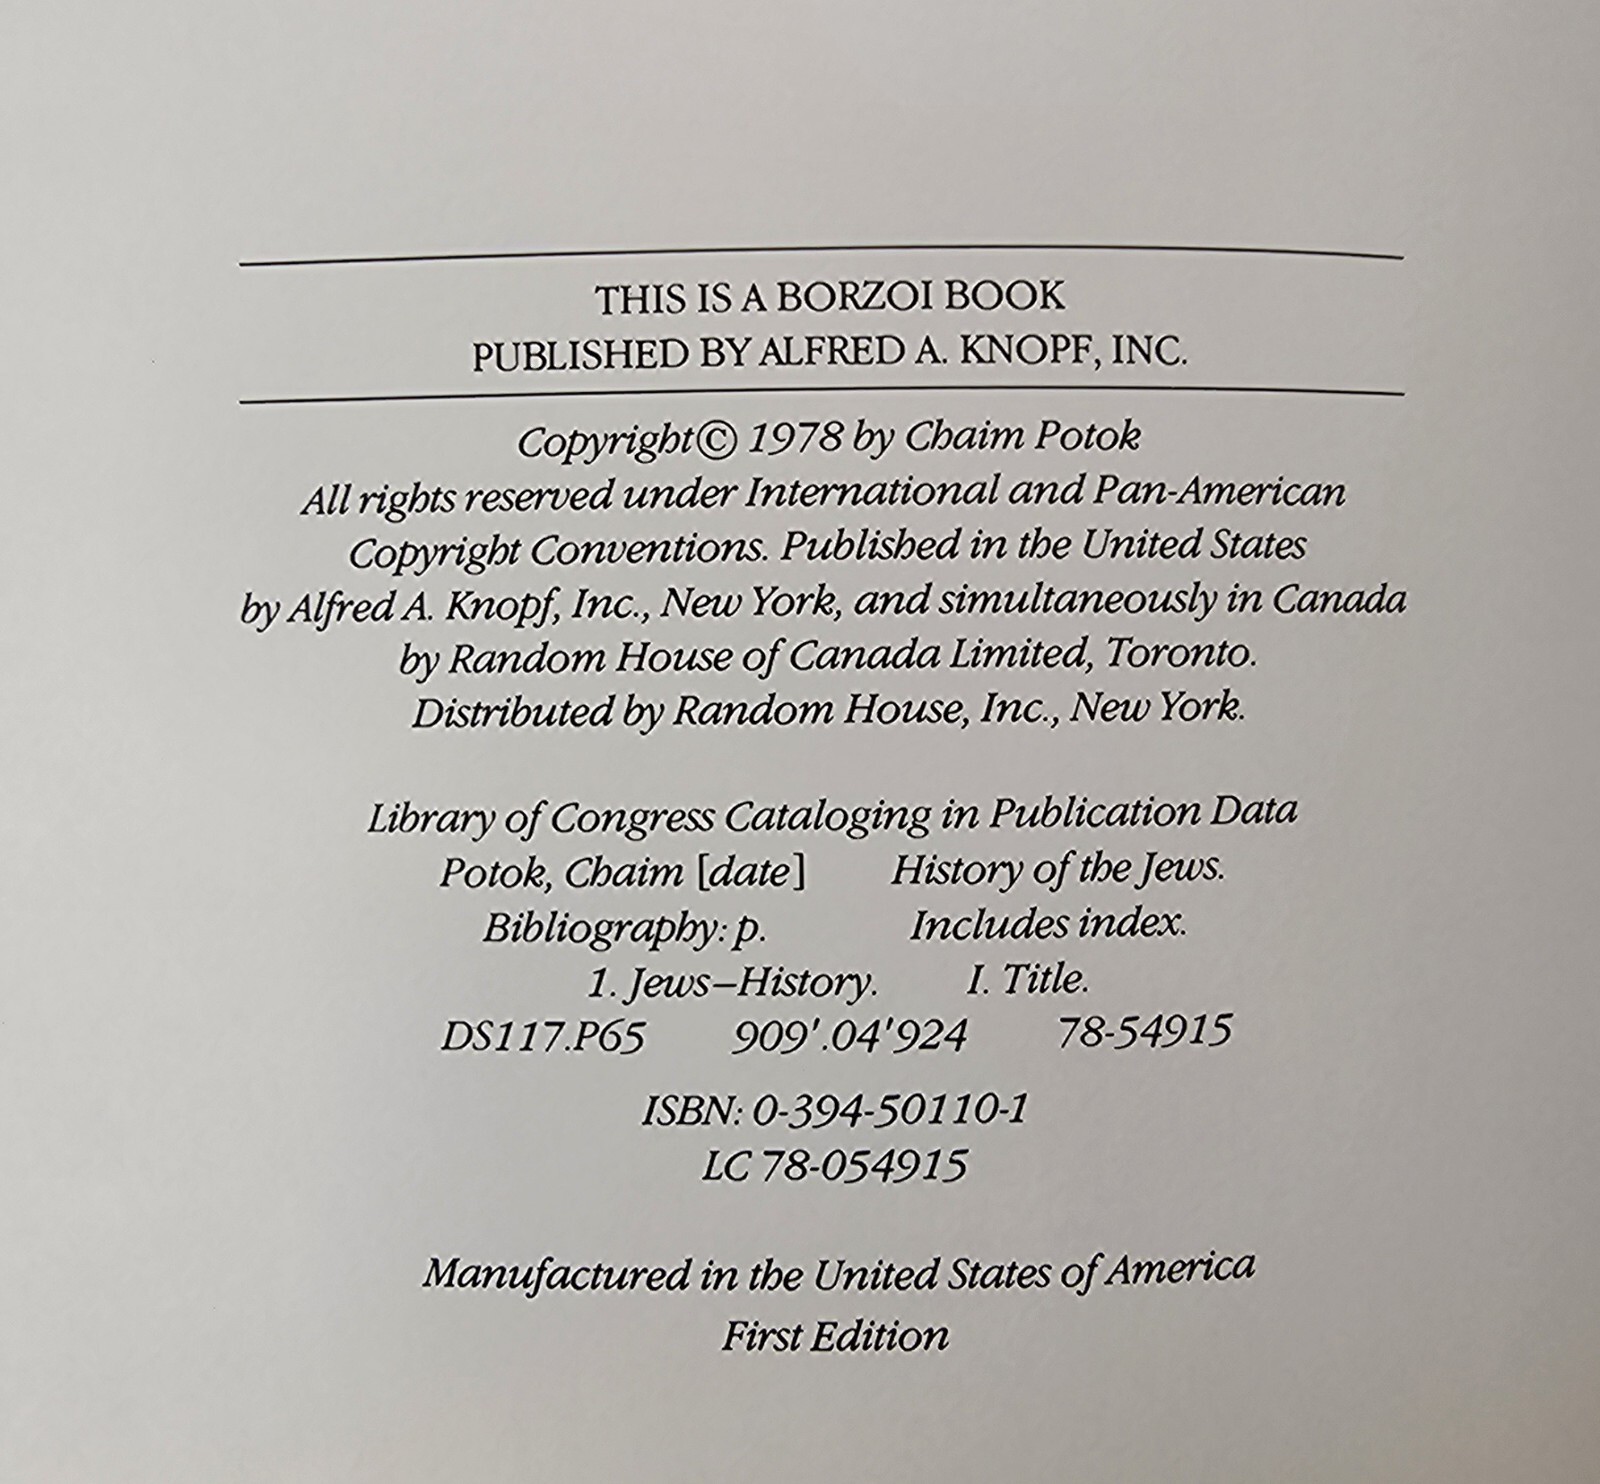 THIS IS A BORZOI BOOK
PUBLISHED BY ALFRED A. KNOPF, INC.
Copyright© 1978 by Chaim Potok
All rights reserved under International and Pan-American
Copyright Conventions. Published in the United States
by Alfred A. Knopf, Inc., New York, and simultaneously in Canada
by Random House of Canada Limited, Toronto.
Distributed by Random House, Inc., New York.
Library of Congress Cataloging in Publication Data
Potok, Chaim [date] History of the Jews.
Bibliography: p. Includes index.
1. Jews–History. I. Title.
DS117.P65 909'.04'924 78-54915
ISBN: 0-394-50110-1
LC 78-054915
Manufactured in the United States of America
First Edition